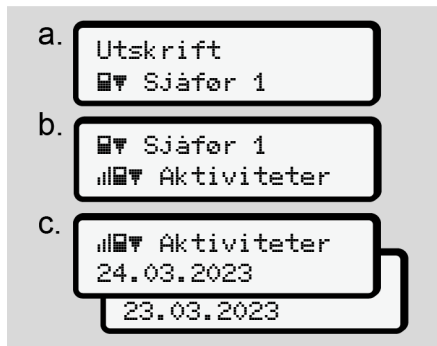 a.
Utskrift
Sjåfør 1
b.
Sjåfør 1
Aktiviteter
c.
Aktiviteter
24.03.2023
23.03.2023